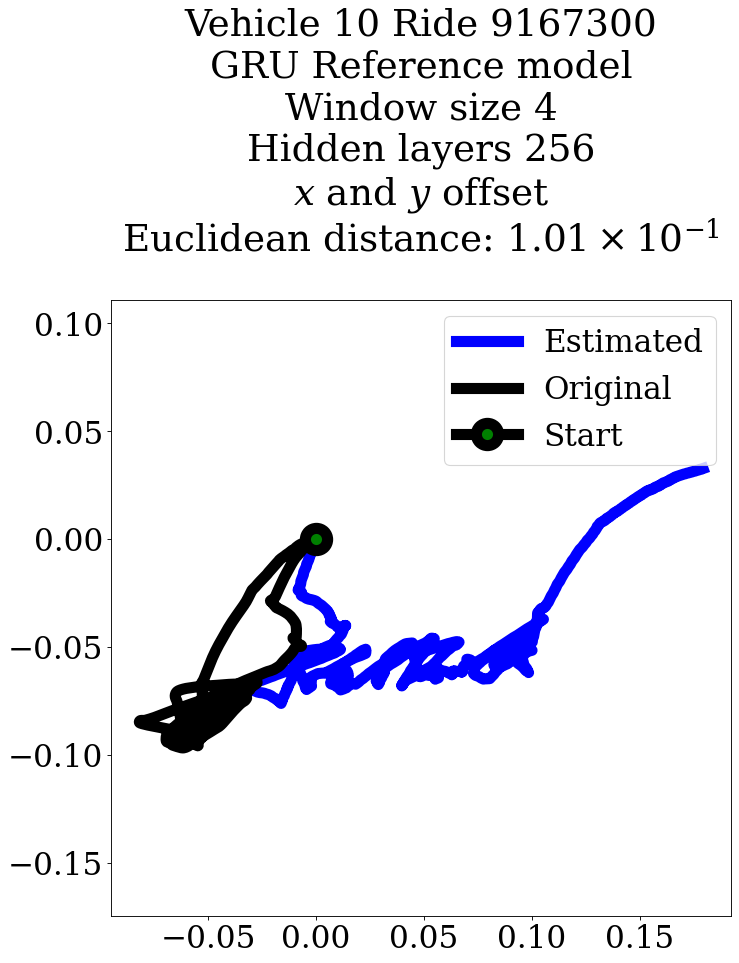 Vehicle 10 Ride 9167300
GRU Reference model
Window size 4
Hidden layers 256
x and y offset
Euclidean distance: 1.01 × 10⁻¹
Estimated
Original
Start
0.10
0.05
0.00
−0.05
−0.10
−0.15
−0.05 0.00 0.05 0.10 0.15